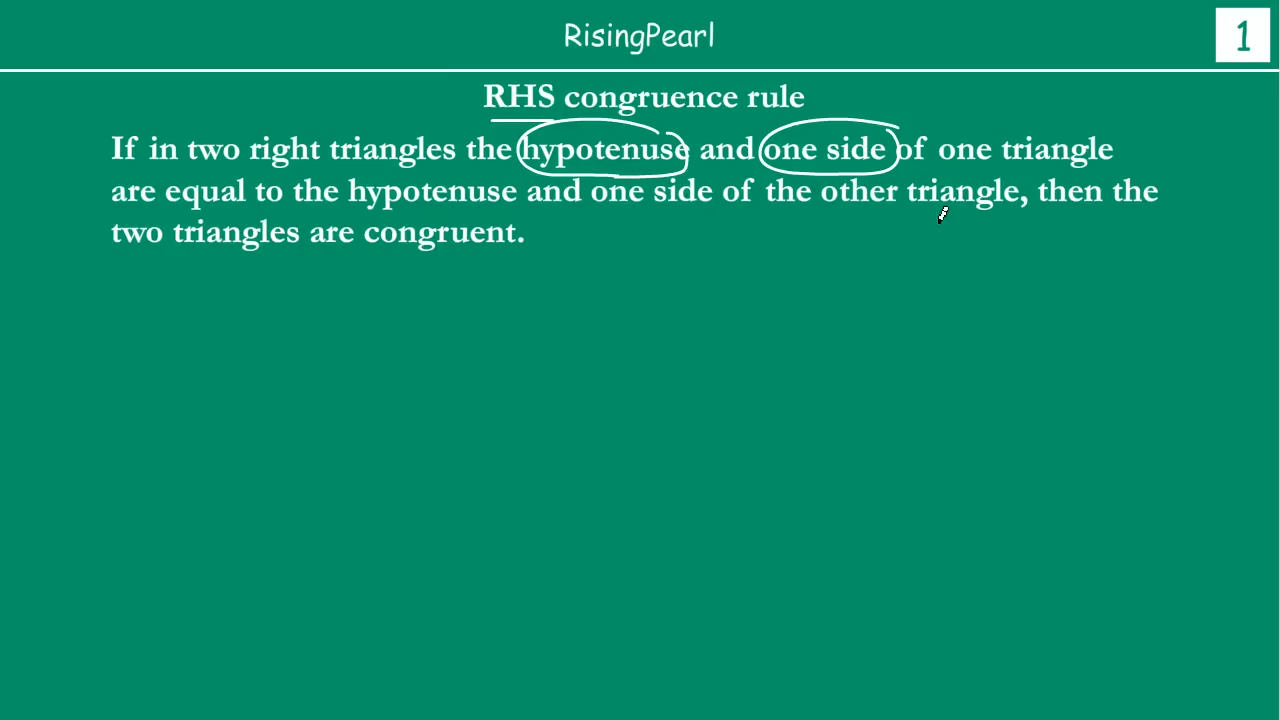 RisingPearl
1
RHS congruence rule
If in two right triangles the hypotenuse and one side of one triangle
are equal to the hypotenuse and one side of the other triangle, then the
two triangles are congruent.